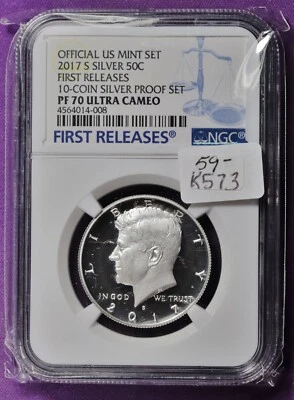 OFFICIAL US MINT SET
2017 S SILVER 50C
FIRST RELEASES
10-COIN SILVER PROOF SET
PF 70 ULTRA CAMEO
4564014-008
FIRST RELEASES®
NGC®
59-
K573
LIBERTY
IN GOD WE TRUST
S
2017